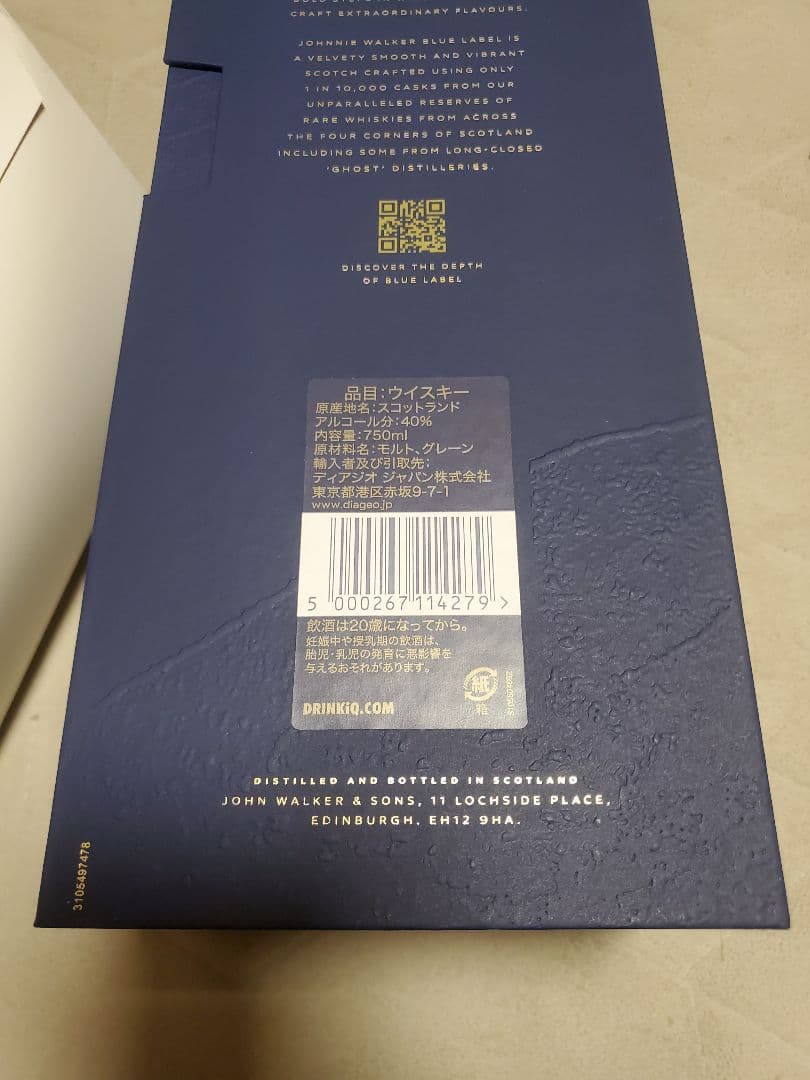 CRAFT EXTRAORDINARY FLAVOURS.
JOHNNIE WALKER BLUE LABEL IS
A VELVETY SMOOTH AND VIBRANT
SCOTCH CRAFTED USING ONLY
1 IN 10,000 CASKS FROM OUR
UNPARALLELED RESERVES OF
RARE WHISKIES FROM ACROSS
THE FOUR CORNERS OF SCOTLAND
INCLUDING SOME FROM LONG-CLOSED
'GHOST' DISTILLERIES.
DISCOVER THE DEPTH
OF BLUE LABEL
品目:ウイスキー
原産地名:スコットランド
アルコール分:40%
内容量:750ml
原材料名:モルト、グレーン
輸入者及び引取先:
ディアジオ ジャパン株式会社
東京都港区赤坂9-7-1
www.diageo.jp
5 000267 114279 >
飲酒は20歳になってから。
妊娠中や授乳期の飲酒は、
胎児・乳児の発育に悪影響を
与えるおそれがあります。
紙
箱
DRINKiQ.COM
DISTILLED AND BOTTLED IN SCOTLAND
JOHN WALKER & SONS, 11 LOCHSIDE PLACE,
EDINBURGH, EH12 9HA.
3105497478